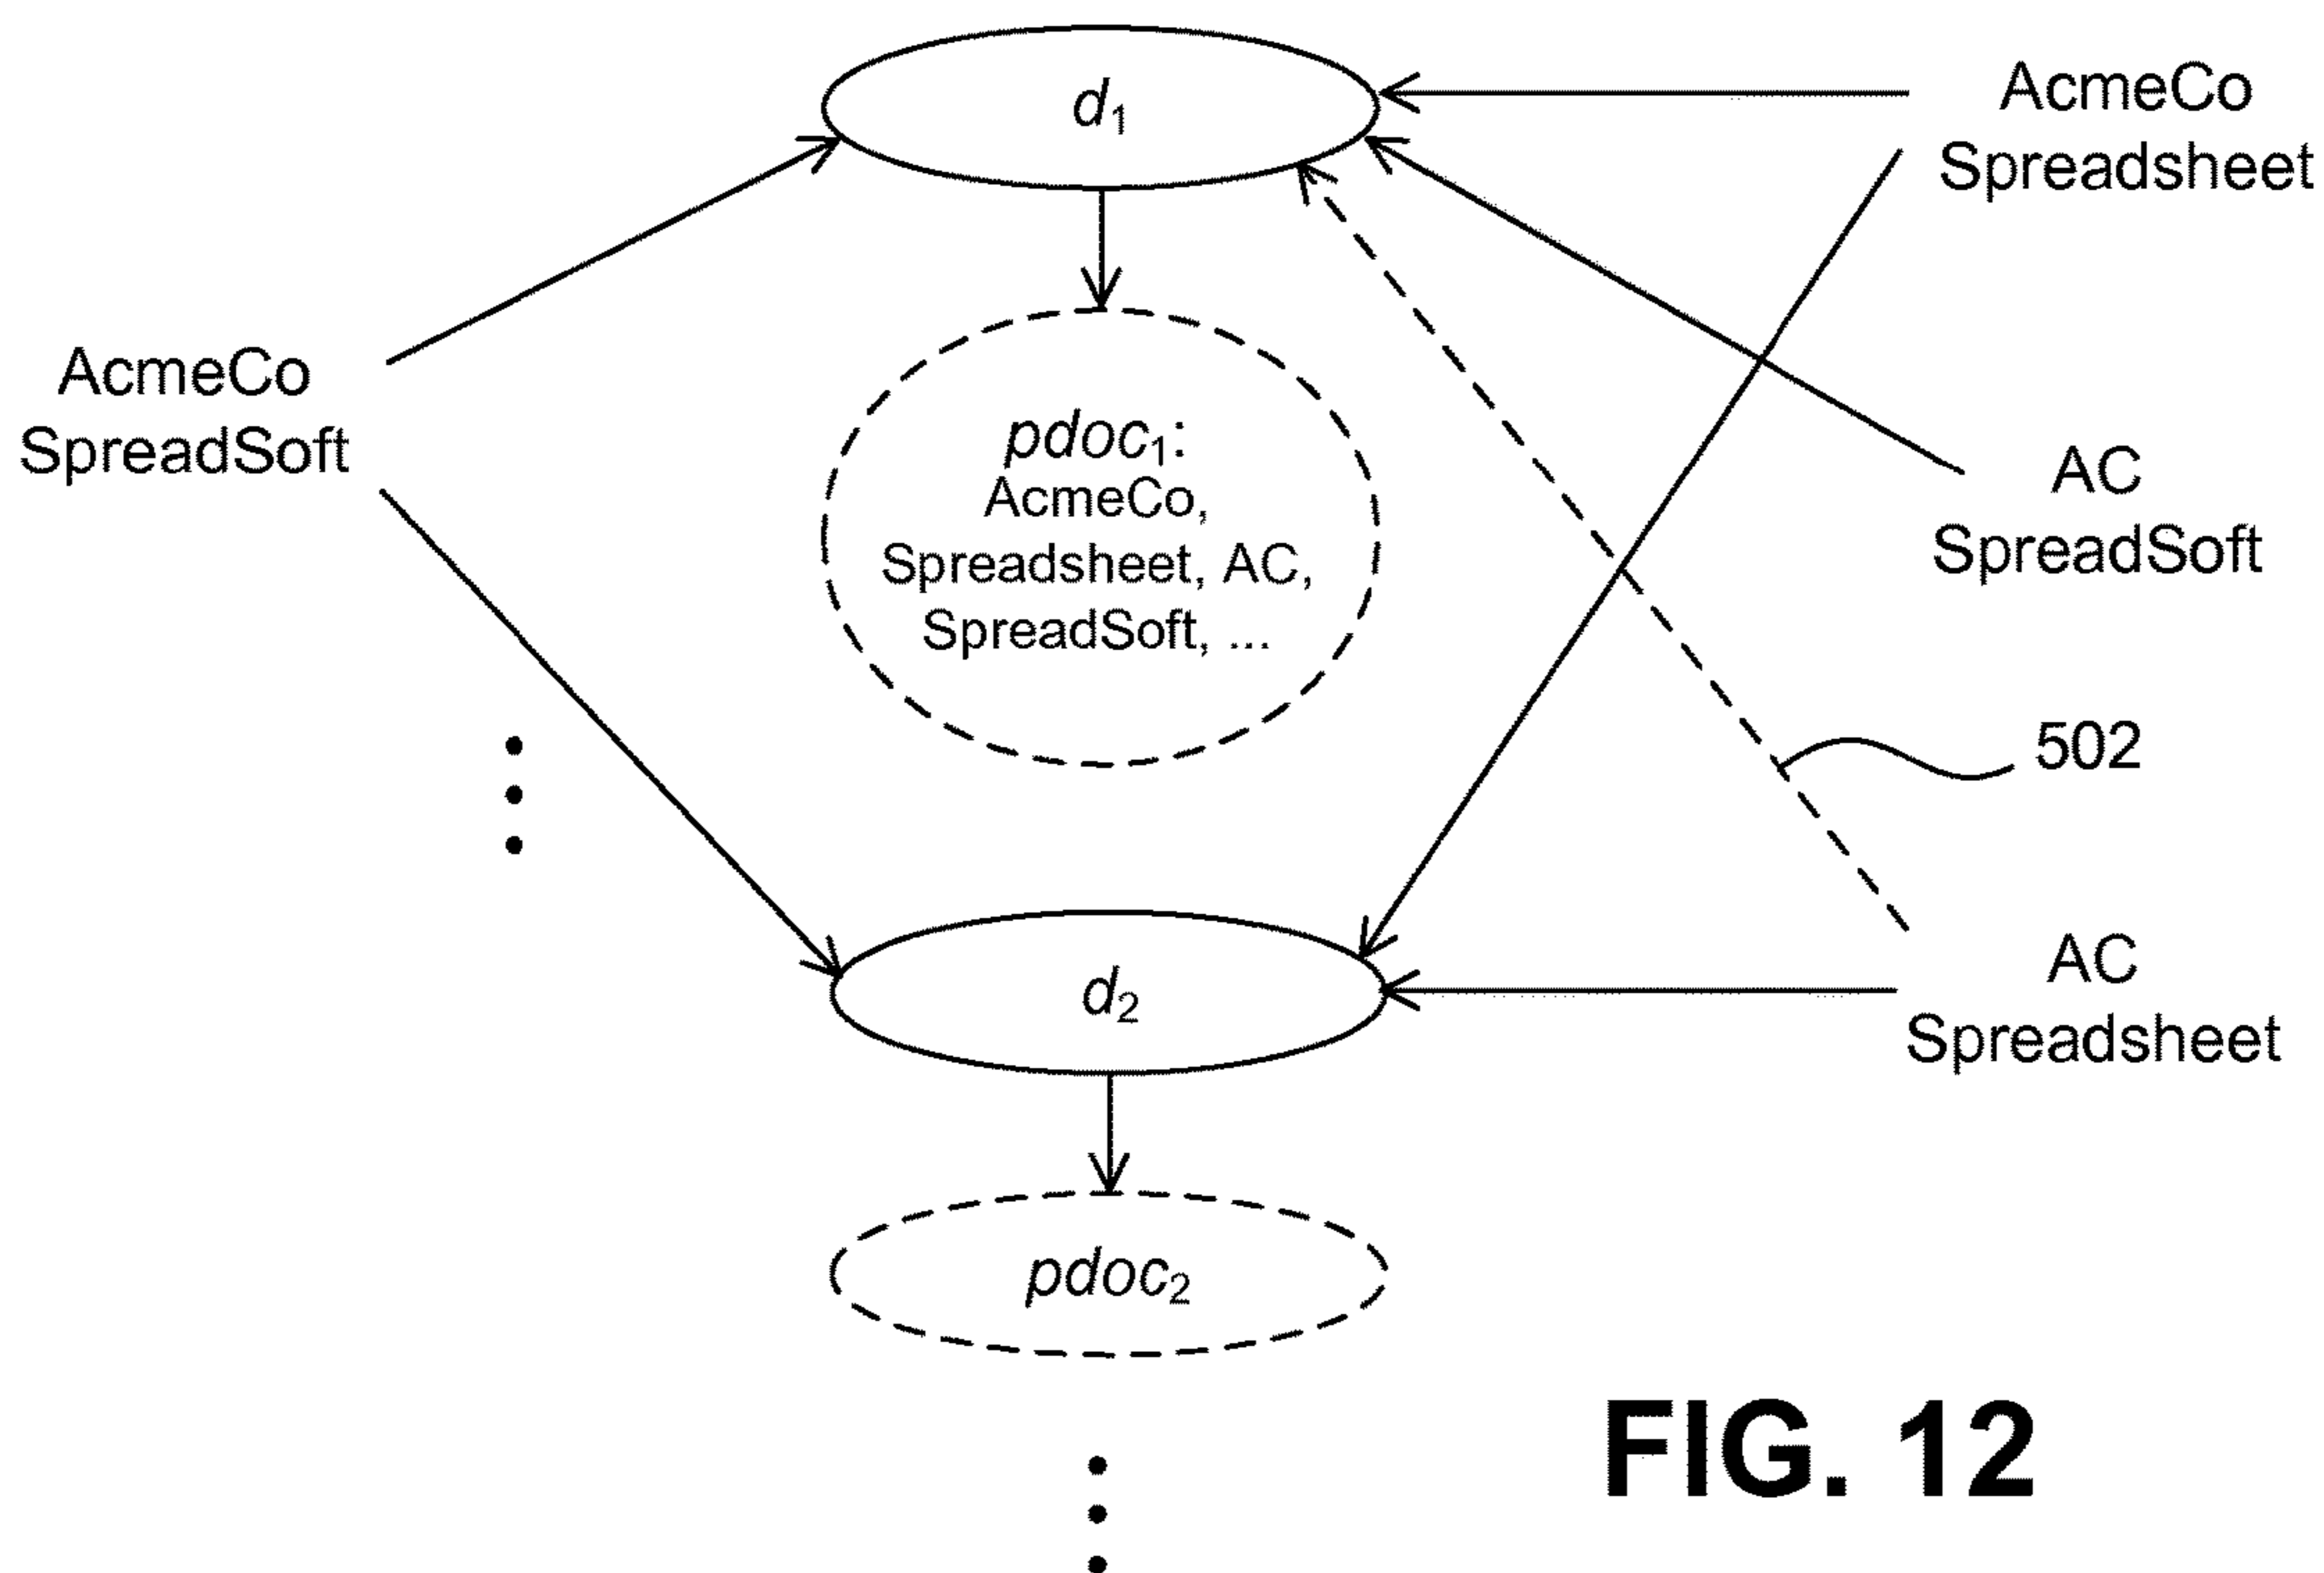 d₁
AcmeCo
Spreadsheet
AcmeCo
SpreadSoft
pdoc₁:
AcmeCo,
Spreadsheet, AC,
SpreadSoft, ...
AC
SpreadSoft
502
AC
Spreadsheet
d₂
pdoc₂
FIG. 12